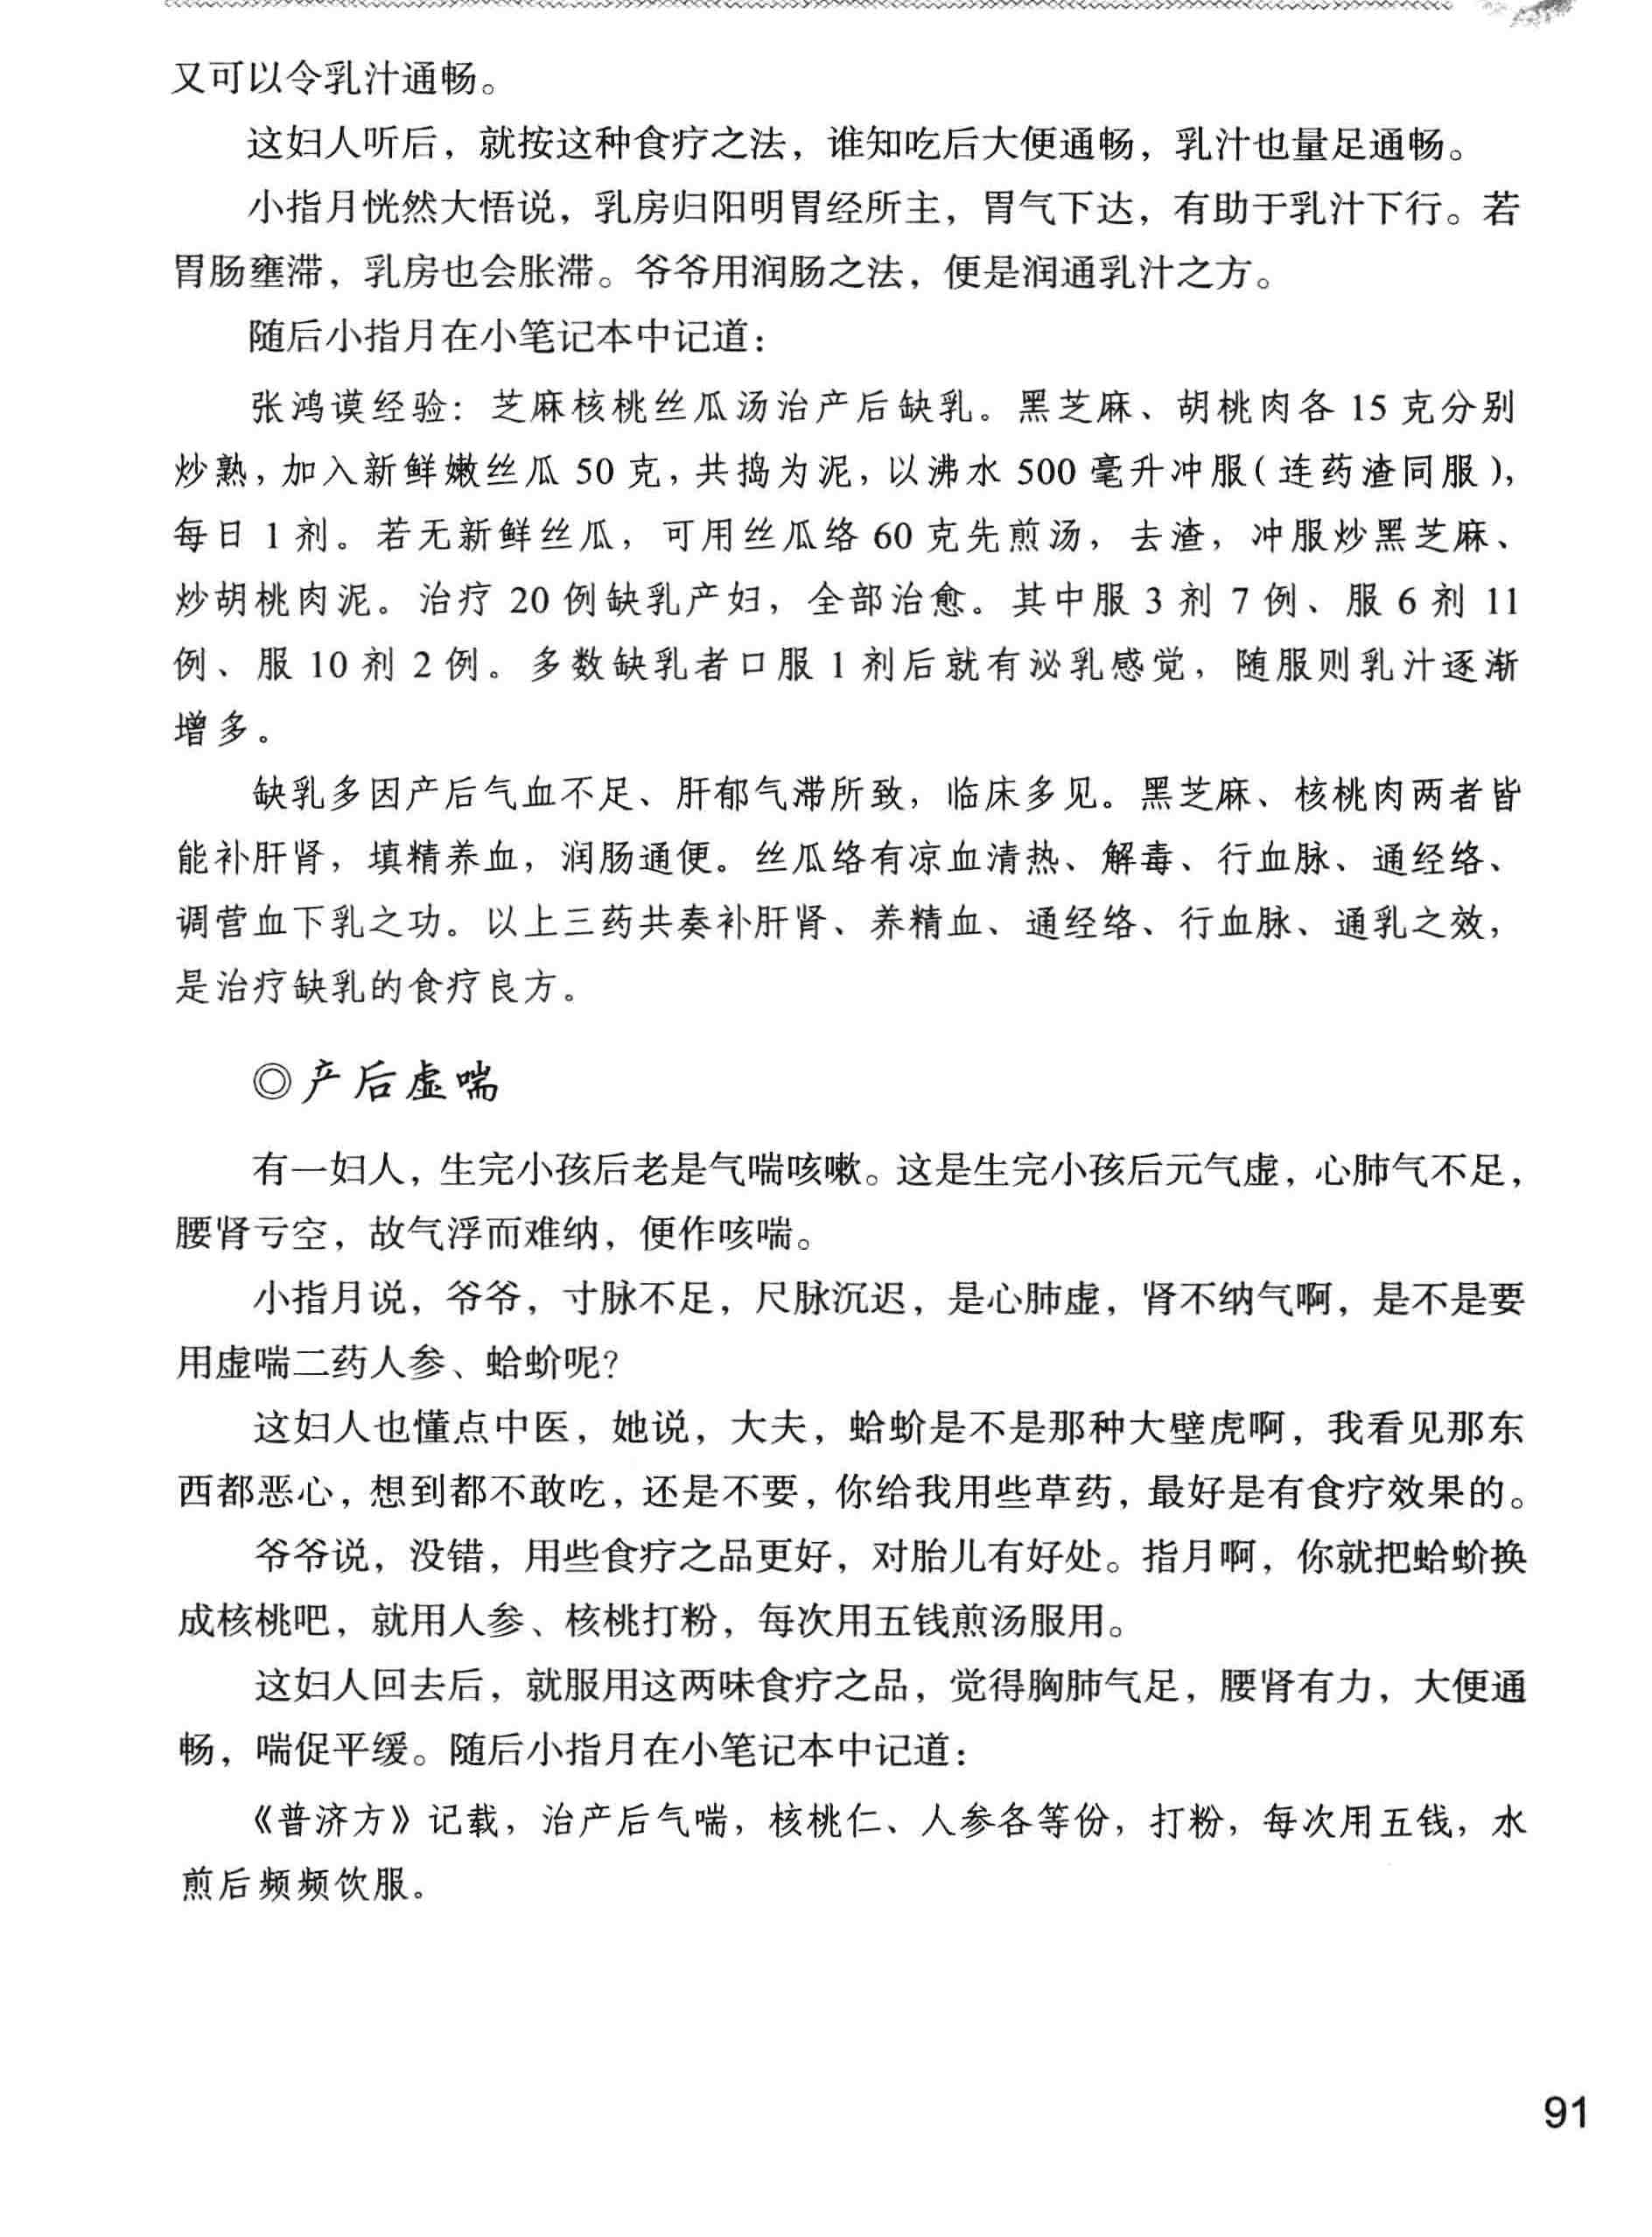 又可以令乳汁通畅。
这妇人听后，就按这种食疗之法，谁知吃后大便通畅，乳汁也量足通畅。
小指月恍然大悟说，乳房归阳明胃经所主，胃气下达，有助于乳汁下行。若
胃肠壅滞，乳房也会胀滞。爷爷用润肠之法，便是润通乳汁之方。
随后小指月在小笔记本中记道：
张鸿谟经验：芝麻核桃丝瓜汤治产后缺乳。黑芝麻、胡桃肉各 15 克分别
炒熟，加入新鲜嫩丝瓜 50 克，共捣为泥，以沸水 500 毫升冲服（连药渣同服），
每日 1 剂。若无新鲜丝瓜，可用丝瓜络 60 克先煎汤，去渣，冲服炒黑芝麻、
炒胡桃肉泥。治疗 20 例缺乳产妇，全部治愈。其中服 3 剂 7 例、服 6 剂 11
例、服 10 剂 2 例。多数缺乳者口服 1 剂后就有泌乳感觉，随服则乳汁逐渐
增多。
缺乳多因产后气血不足、肝郁气滞所致，临床多见。黑芝麻、核桃肉两者皆
能补肝肾，填精养血，润肠通便。丝瓜络有凉血清热、解毒、行血脉、通经络、
调营血下乳之功。以上三药共奏补肝肾、养精血、通经络、行血脉、通乳之效，
是治疗缺乳的食疗良方。
◎产后虚喘
有一妇人，生完小孩后老是气喘咳嗽。这是生完小孩后元气虚，心肺气不足，
腰肾亏空，故气浮而难纳，便作咳喘。
小指月说，爷爷，寸脉不足，尺脉沉迟，是心肺虚，肾不纳气啊，是不是要
用虚喘二药人参、蛤蚧呢？
这妇人也懂点中医，她说，大夫，蛤蚧是不是那种大壁虎啊，我看见那东
西都恶心，想到都不敢吃，还是不要，你给我用些草药，最好是有食疗效果的。
爷爷说，没错，用些食疗之品更好，对胎儿有好处。指月啊，你就把蛤蚧换
成核桃吧，就用人参、核桃打粉，每次用五钱煎汤服用。
这妇人回去后，就服用这两味食疗之品，觉得胸肺气足，腰肾有力，大便通
畅，喘促平缓。随后小指月在小笔记本中记道：
《普济方》记载，治产后气喘，核桃仁、人参各等份，打粉，每次用五钱，水
煎后频频饮服。
91